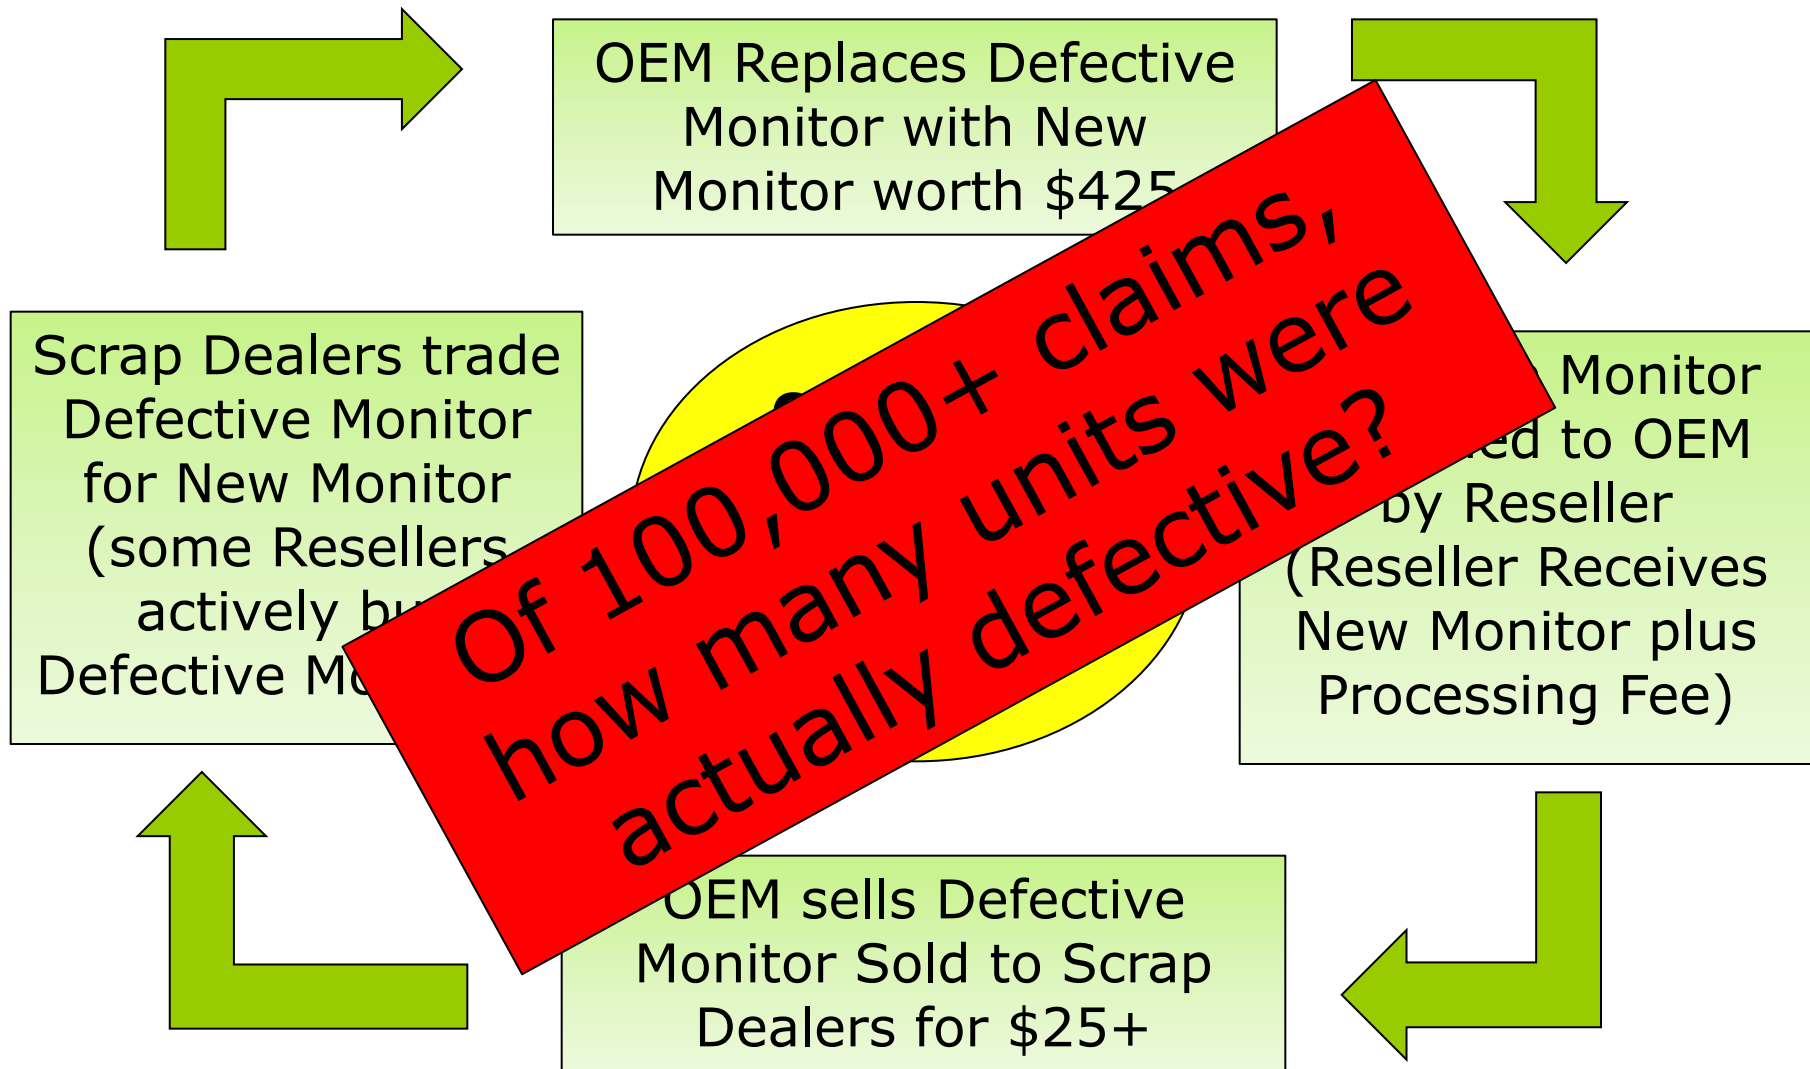 OEM Replaces Defective
Monitor with New
Monitor worth $425
Scrap Dealers trade
Defective Monitor
for New Monitor
(some Resellers
actively
Defective
Of 100,000+ claims,
how many units were
actually defective?
Monitor
to OEM
by Reseller
(Reseller Receives
New Monitor plus
Processing Fee)
OEM sells Defective
Monitor Sold to Scrap
Dealers for $25+